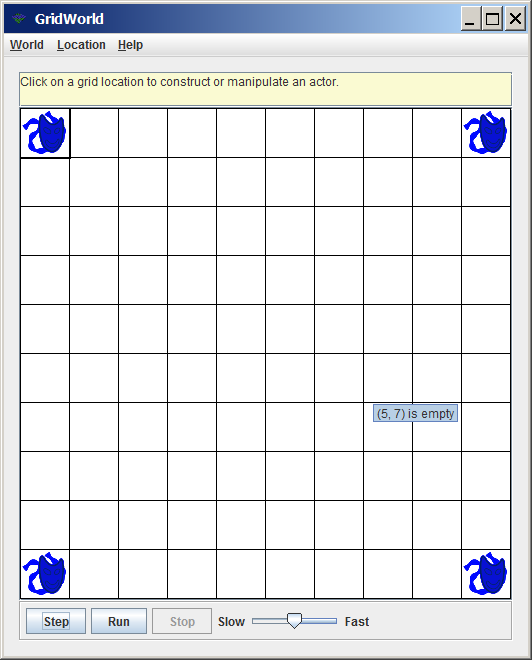 GridWorld
World Location Help
Click on a grid location to construct or manipulate an actor.
(5, 7) is empty
Step Run Stop Slow Fast